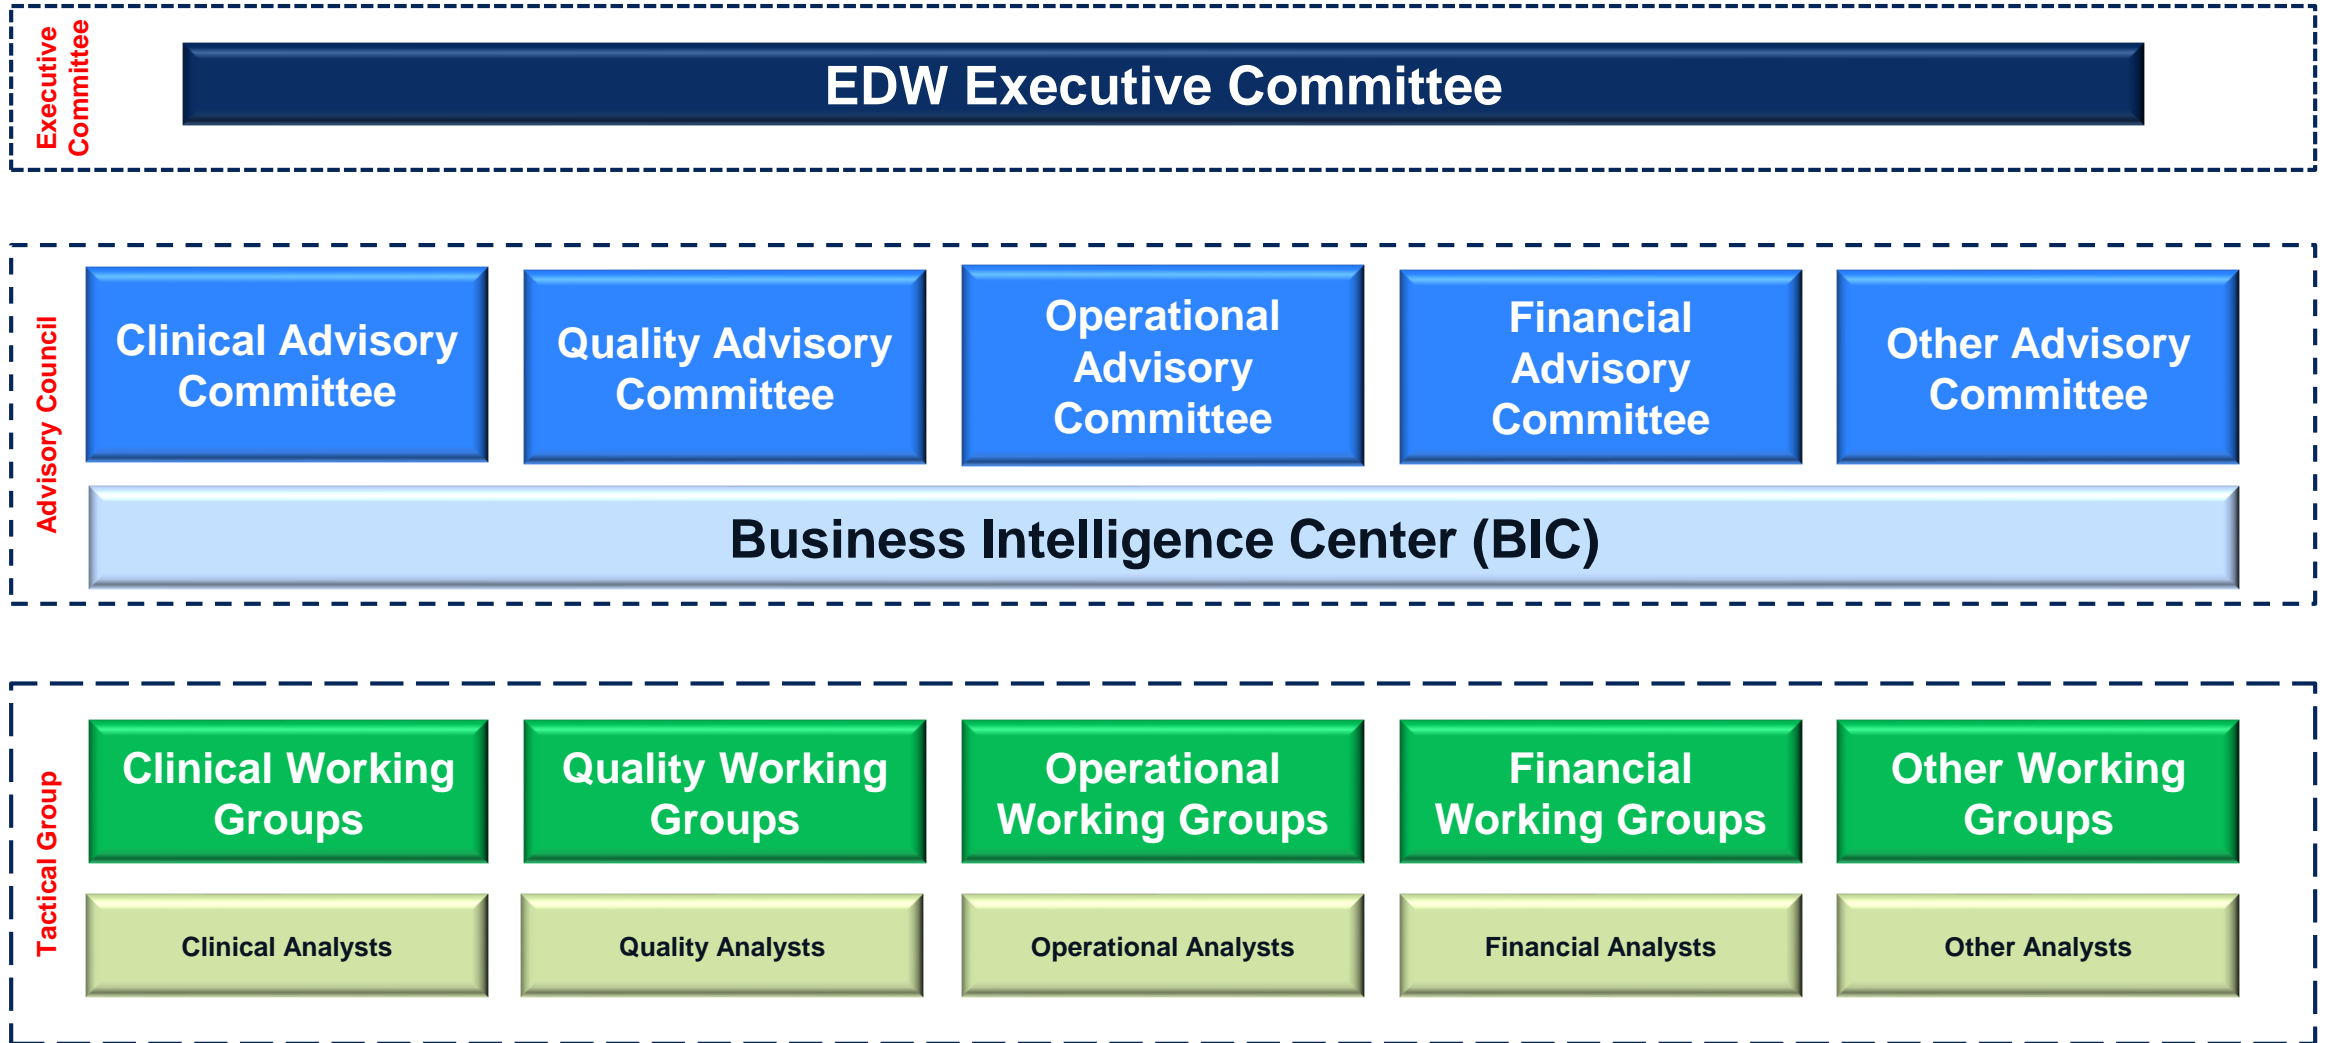 Executive
Committee
EDW Executive Committee
Advisory Council
Clinical Advisory
Committee
Quality Advisory
Committee
Operational
Advisory
Committee
Financial
Advisory
Committee
Other Advisory
Committee
Business Intelligence Center (BIC)
Tactical Group
Clinical Working
Groups
Quality Working
Groups
Operational
Working Groups
Financial
Working Groups
Other Working
Groups
Clinical Analysts
Quality Analysts
Operational Analysts
Financial Analysts
Other Analysts